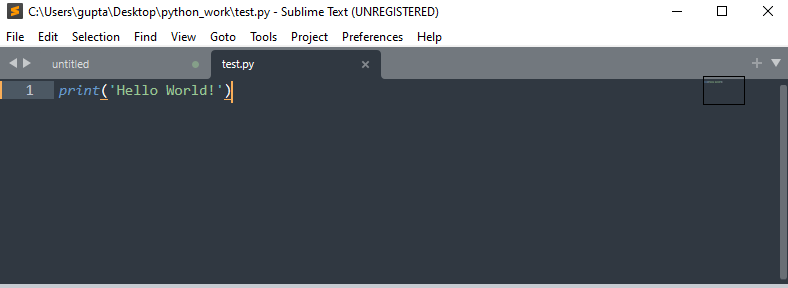 C:\Users\gupta\Desktop\python_work\test.py - Sublime Text (UNREGISTERED)
File Edit Selection Find View Goto Tools Project Preferences Help
untitled test.py
1 print('Hello World!')